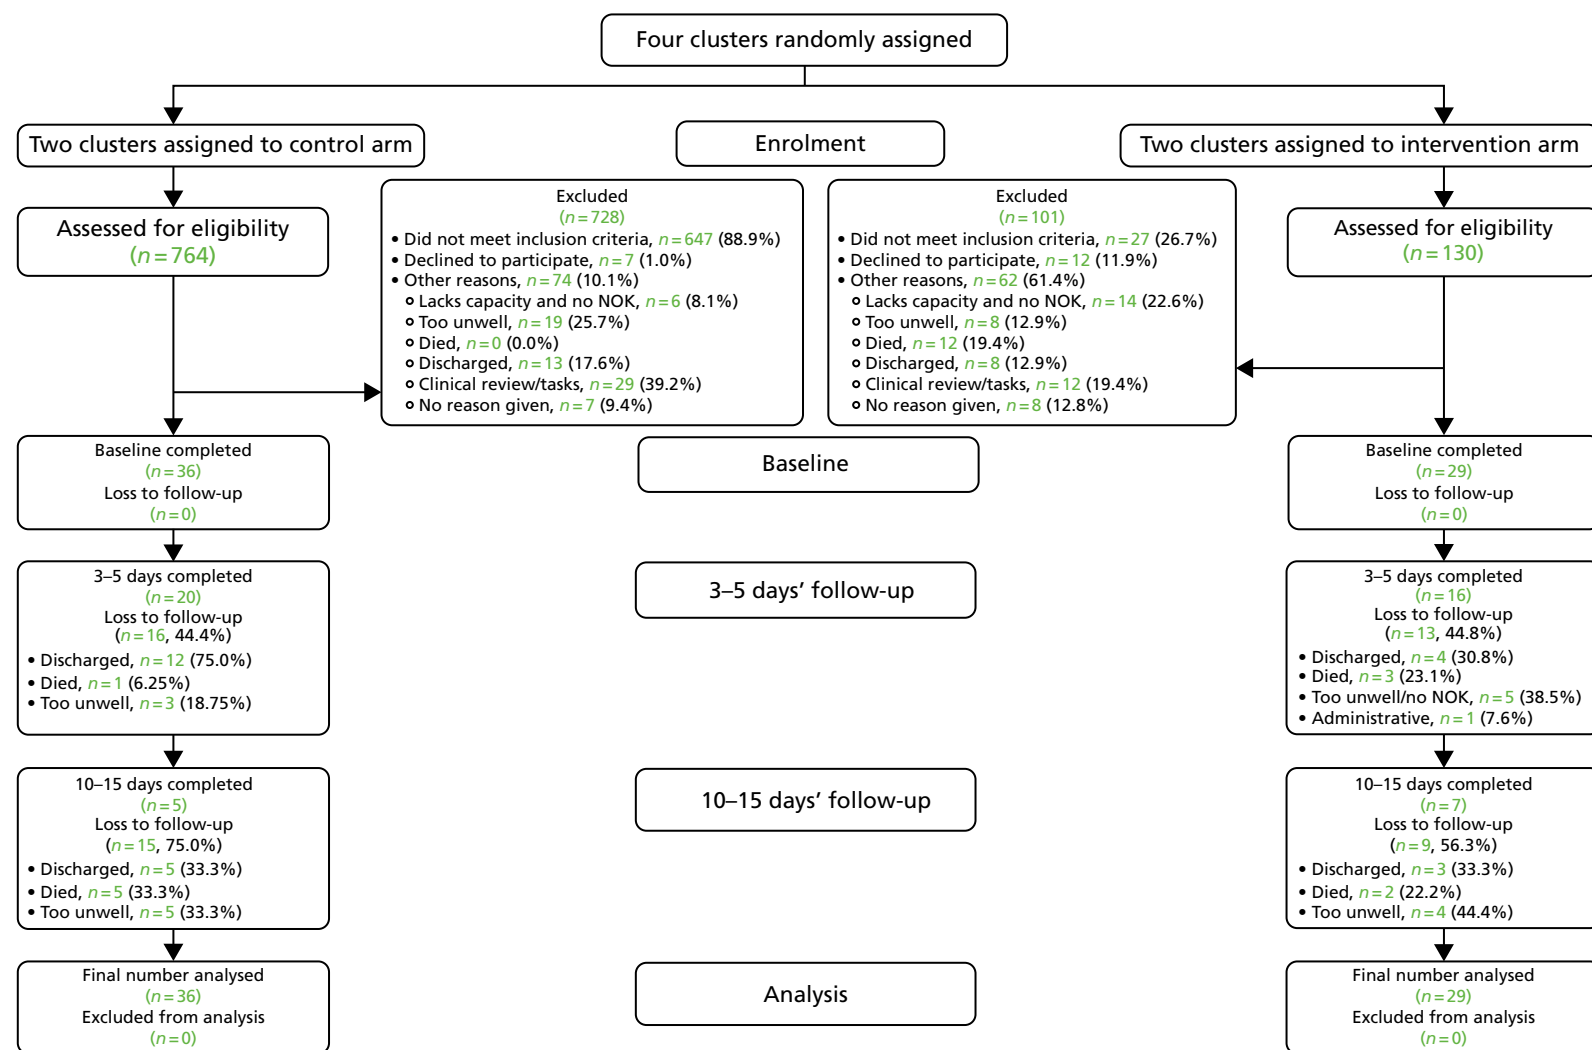 Four clusters randomly assigned
Two clusters assigned to control arm
Enrolment
Two clusters assigned to intervention arm
Assessed for eligibility
(n=764)
Excluded
(n=728)
• Did not meet inclusion criteria, n=647 (88.9%)
• Declined to participate, n=7 (1.0%)
• Other reasons, n=74 (10.1%)
Lacks capacity and no NOK, n=6 (8.1%)
Too unwell, n=19 (25.7%)
Died, n=0 (0.0%)
Discharged, n=13 (17.6%)
Clinical review/tasks, n=29 (39.2%)
No reason given, n=7 (9.4%)
Excluded
(n=101)
• Did not meet inclusion criteria, n=27 (26.7%)
• Declined to participate, n=12 (11.9%)
• Other reasons, n=62 (61.4%)
Lacks capacity and no NOK, n=14 (22.6%)
Too unwell, n=8 (12.9%)
Died, n=12 (19.4%)
Discharged, n=8 (12.9%)
Clinical review/tasks, n=12 (19.4%)
No reason given, n=8 (12.8%)
Assessed for eligibility
(n=130)
Baseline completed
(n=36)
Loss to follow-up
(n=0)
Baseline
Baseline completed
(n=29)
Loss to follow-up
(n=0)
3–5 days completed
(n=20)
Loss to follow-up
(n=16, 44.4%)
• Discharged, n=12 (75.0%)
• Died, n=1 (6.25%)
• Too unwell, n=3 (18.75%)
3–5 days’ follow-up
3–5 days completed
(n=16)
Loss to follow-up
(n=13, 44.8%)
• Discharged, n=4 (30.8%)
• Died, n=3 (23.1%)
• Too unwell/no NOK, n=5 (38.5%)
• Administrative, n=1 (7.6%)
10–15 days completed
(n=5)
Loss to follow-up
(n=15, 75.0%)
• Discharged, n=5 (33.3%)
• Died, n=5 (33.3%)
• Too unwell, n=5 (33.3%)
10–15 days’ follow-up
10–15 days completed
(n=7)
Loss to follow-up
(n=9, 56.3%)
• Discharged, n=3 (33.3%)
• Died, n=2 (22.2%)
• Too unwell, n=4 (44.4%)
Final number analysed
(n=36)
Excluded from analysis
(n=0)
Analysis
Final number analysed
(n=29)
Excluded from analysis
(n=0)